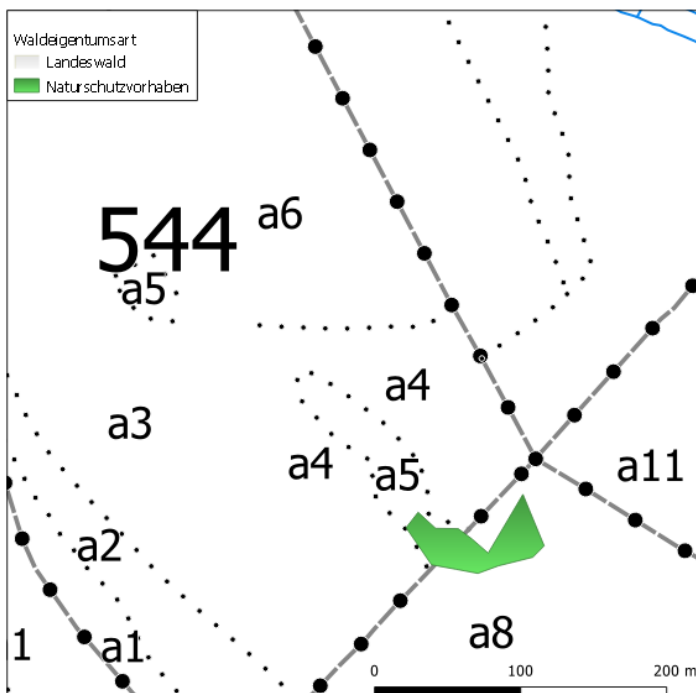 Waldeigentumsart
Landeswald
Naturschutzvorhaben
a6
544
a5
a4
a3
a4
a5
a11
a2
a1
1
a8
0 100 200 m